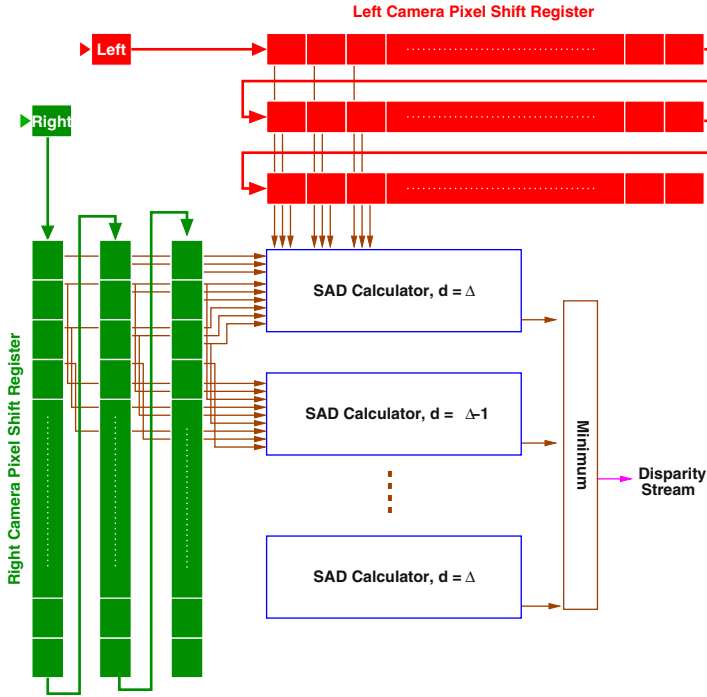 Left Camera Pixel Shift Register
Left
Right
Right Camera Pixel Shift Register
SAD Calculator, d = Δ
SAD Calculator, d = Δ-1
SAD Calculator, d = Δ
Minimum
Disparity
Stream